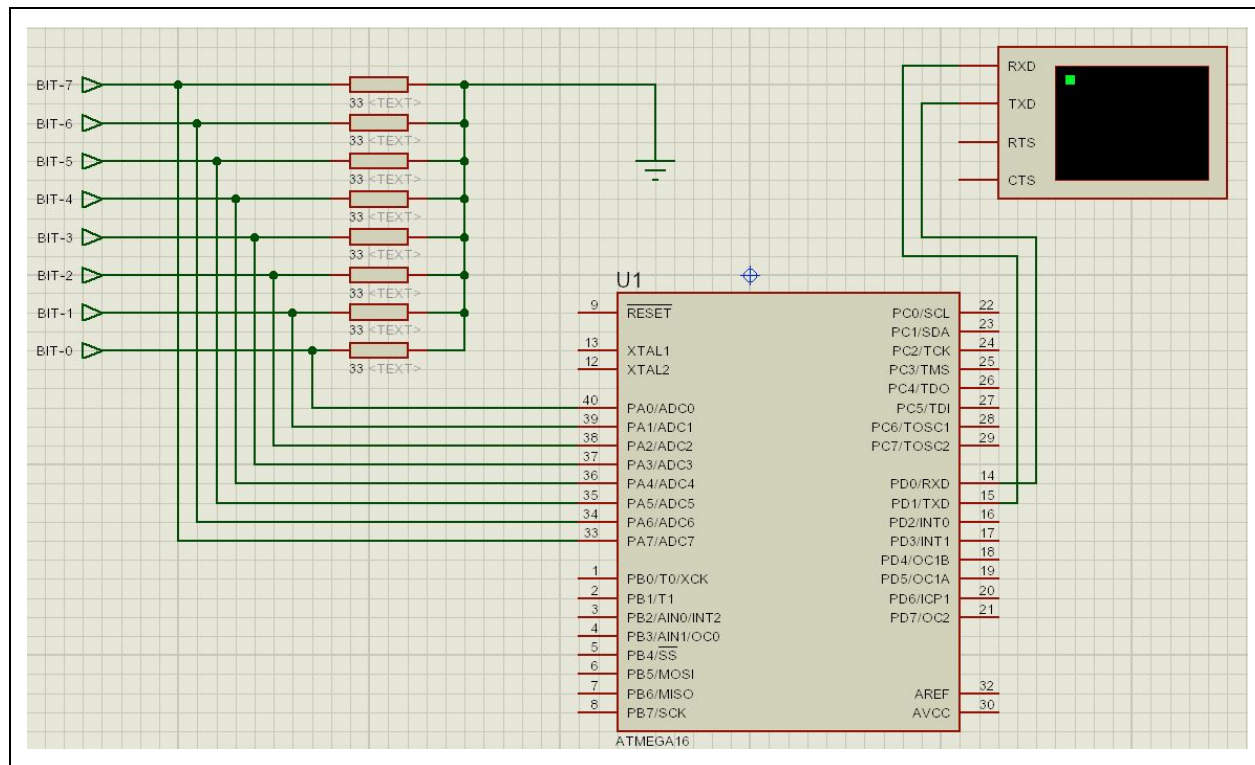 BIT-7
33 <TEXT>
BIT-6
33 <TEXT>
BIT-5
33 <TEXT>
BIT-4
33 <TEXT>
BIT-3
33 <TEXT>
BIT-2
33 <TEXT>
BIT-1
33 <TEXT>
BIT-0
33 <TEXT>
RXD
TXD
RTS
CTS
U1
9 RESET
13 XTAL1
12 XTAL2
40 PA0/ADC0
39 PA1/ADC1
38 PA2/ADC2
37 PA3/ADC3
36 PA4/ADC4
35 PA5/ADC5
34 PA6/ADC6
33 PA7/ADC7
1 PB0/T0/XCK
2 PB1/T1
3 PB2/AIN0/INT2
4 PB3/AIN1/OC0
5 PB4/SS
6 PB5/MOSI
7 PB6/MISO
8 PB7/SCK
PC0/SCL 22
PC1/SDA 23
PC2/TCK 24
PC3/TMS 25
PC4/TDO 26
PC5/TDI 27
PC6/TOSC1 28
PC7/TOSC2 29
PD0/RXD 14
PD1/TXD 15
PD2/INT0 16
PD3/INT1 17
PD4/OC1B 18
PD5/OC1A 19
PD6/ICP1 20
PD7/OC2 21
AREF 32
AVCC 30
ATMEGA16